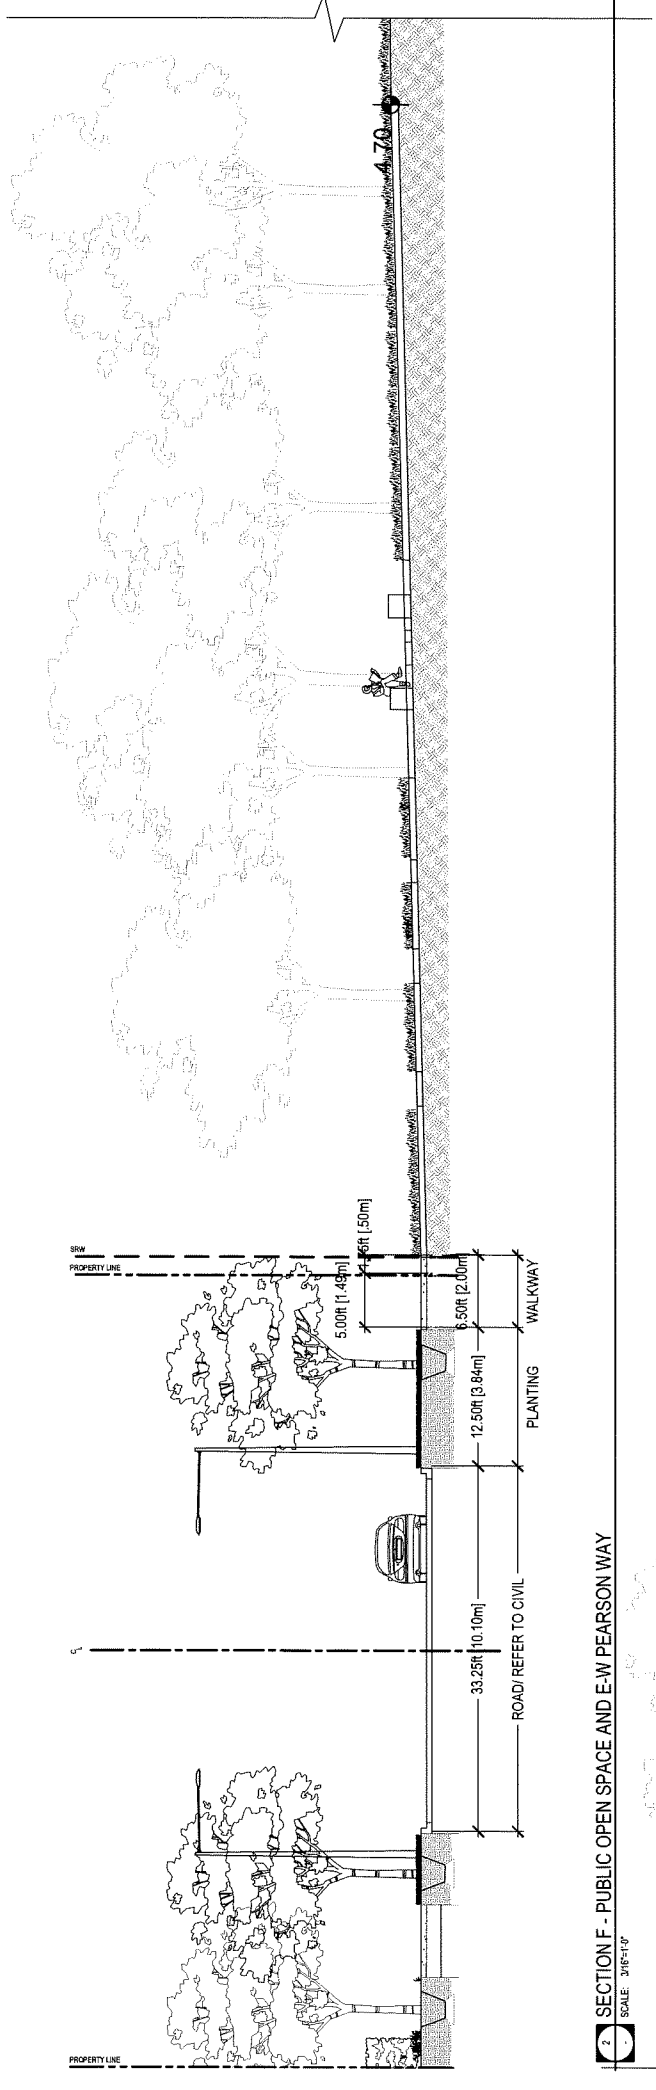 PROPERTY LINE
℄
PROPERTY LINE
SRW
5.00ft [1.49m]
5ft [.50m]
6.50ft [2.00m]
33.25ft [10.10m]
12.50ft [3.84m]
ROAD/ REFER TO CIVIL
PLANTING
WALKWAY
4.70
2
SECTION F - PUBLIC OPEN SPACE AND E-W PEARSON WAY
SCALE: 3/16"=1'-0"